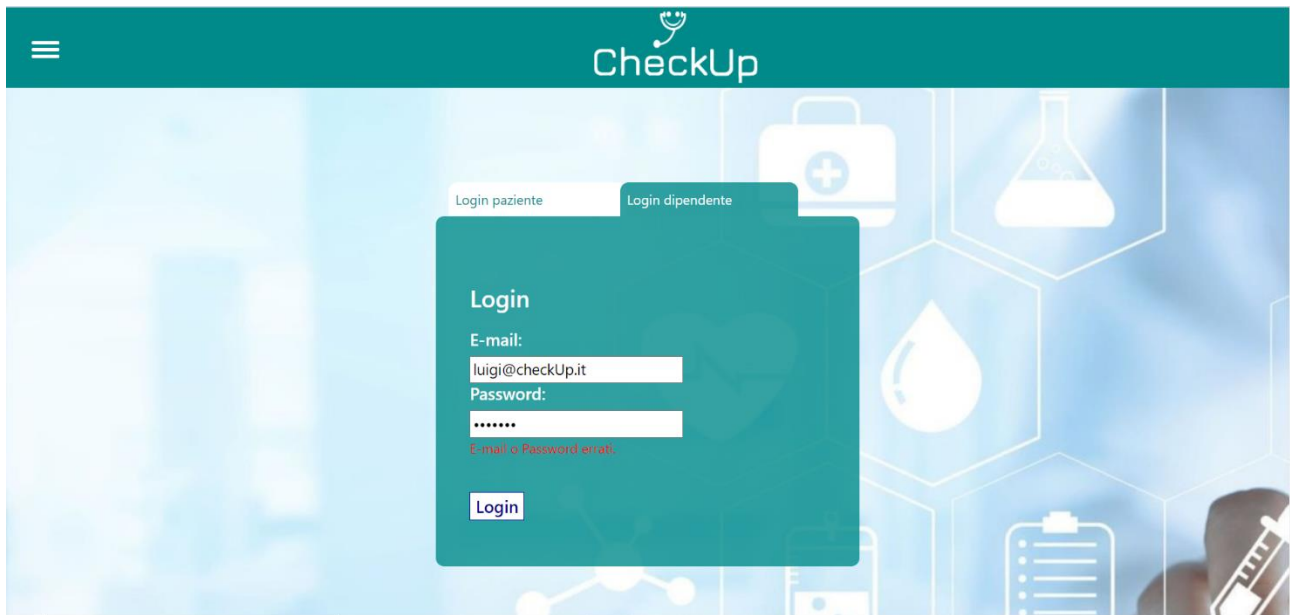 CheckUp
Login paziente
Login dipendente
Login
E-mail:
luigi@checkUp.it
Password:
•••••••
E-mail o Password errati.
Login